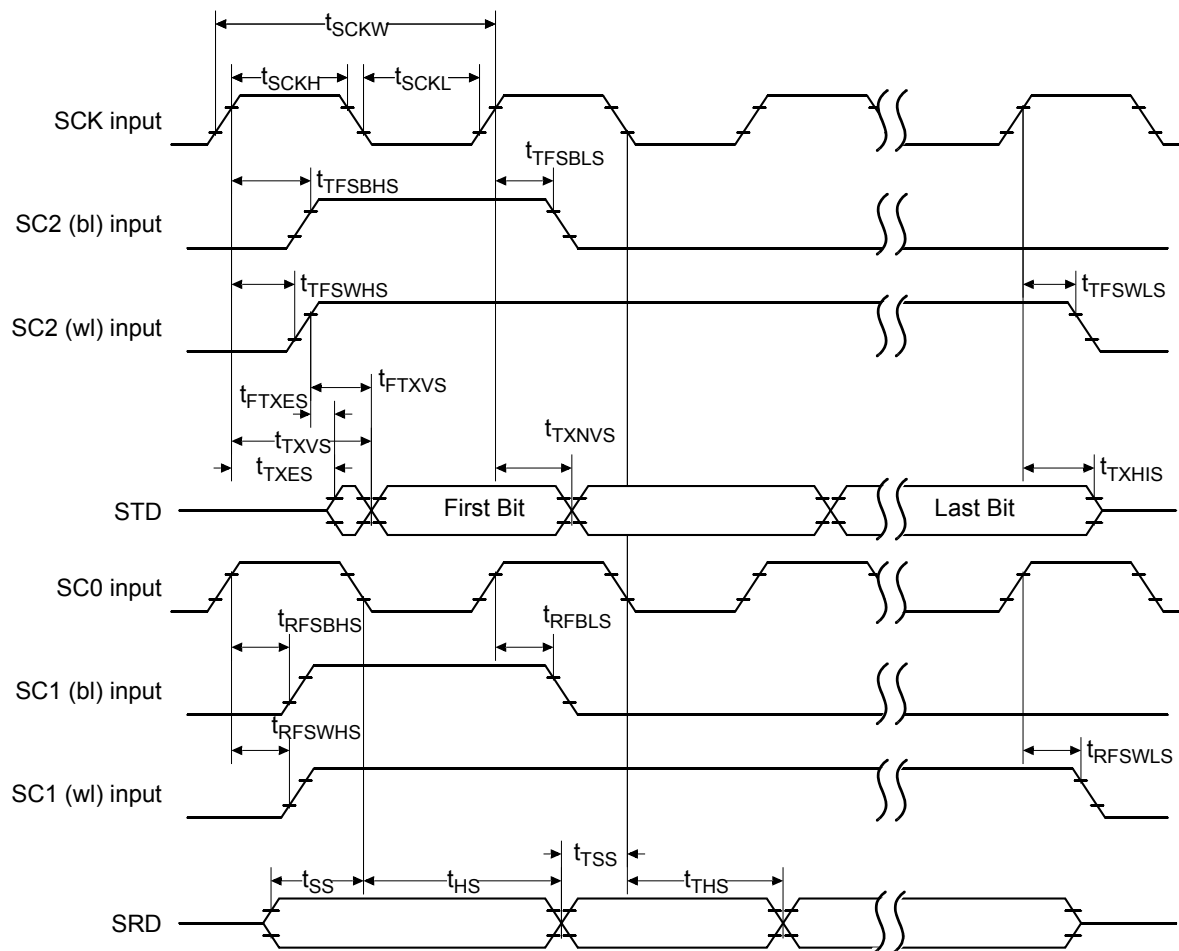 tSCKW
tSCKH
tSCKL
SCK input
tTFSBLS
tTFSBHS
SC2 (bl) input
tTFSWHS
tTFSWLS
SC2 (wl) input
tFTXVS
tFTXES
tTXVS
tTXNVS
tTXES
tTXHIS
STD
First Bit
Last Bit
SC0 input
tRFSBHS
tRFBLS
SC1 (bl) input
tRFSWHS
tRFSWLS
SC1 (wl) input
tTSS
tSS
tHS
tTHS
SRD